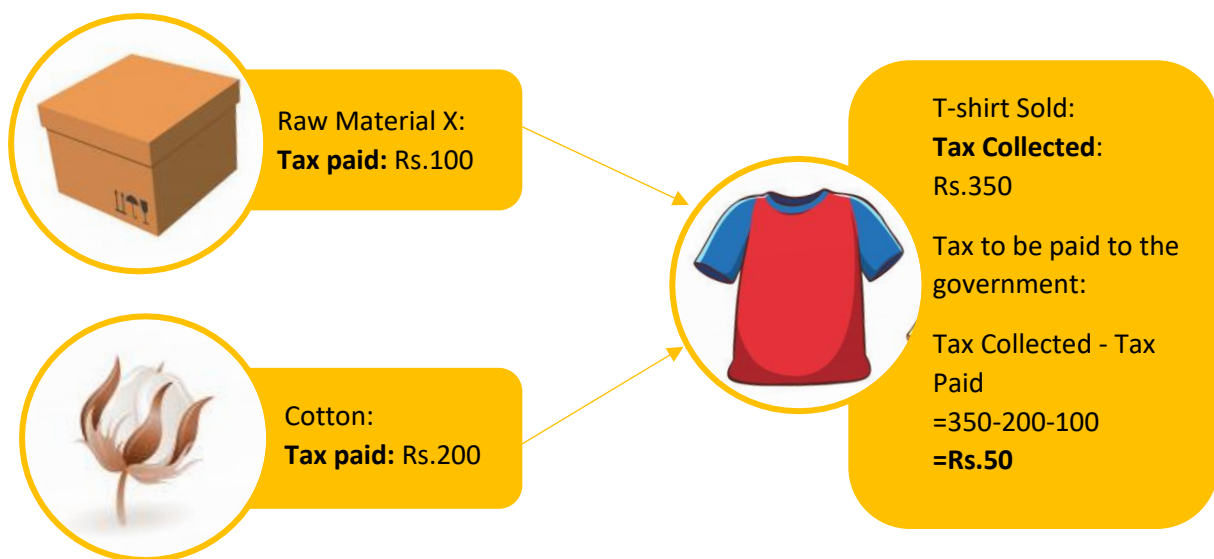 Raw Material X:
Tax paid: Rs.100
Cotton:
Tax paid: Rs.200
T-shirt Sold:
Tax Collected:
Rs.350
Tax to be paid to the
government:
Tax Collected - Tax
Paid
=350-200-100
=Rs.50